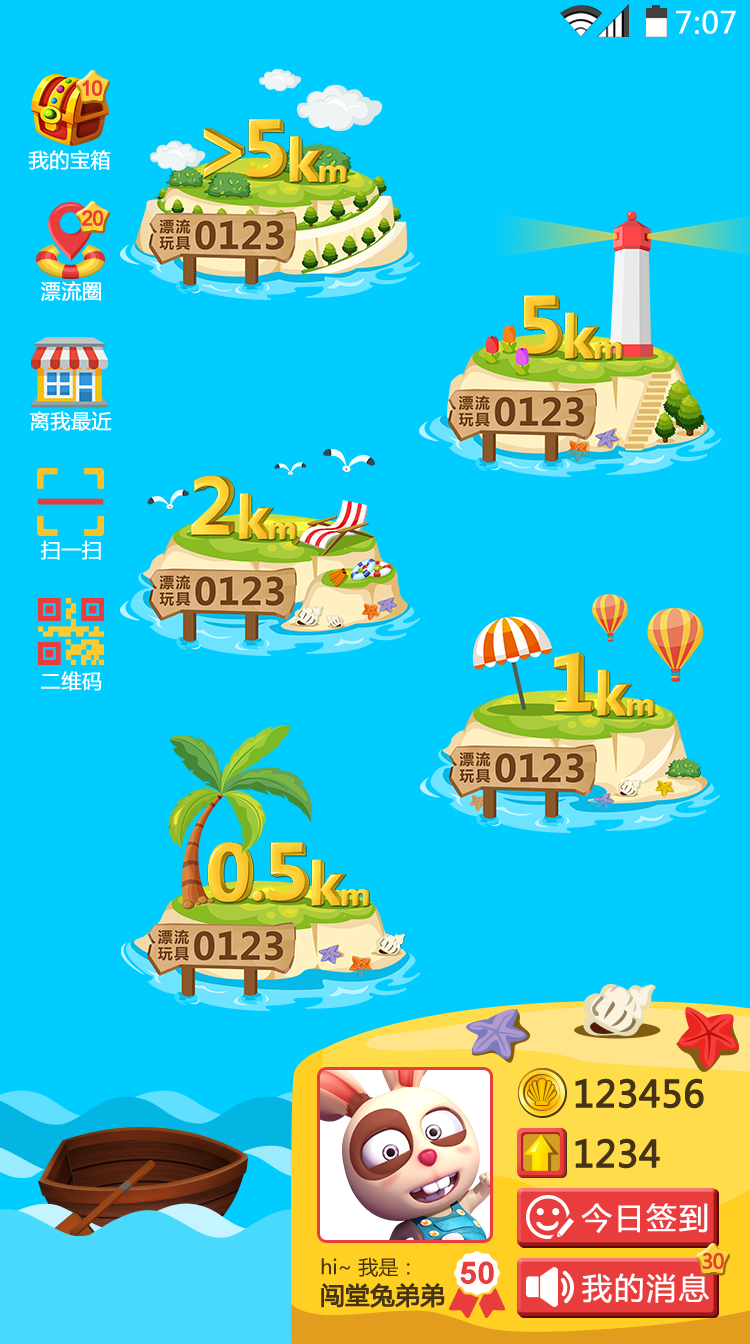 7:07
10
我的宝箱
>5km
漂流
玩具 0123
20
漂流圈
5km
漂流
玩具 0123
离我最近
2km
扫一扫
漂流
玩具 0123
二维码
1km
漂流
玩具 0123
0.5km
漂流
玩具 0123
123456
1234
今日签到
hi~ 我是：
闯堂兔弟弟
50
30
我的消息